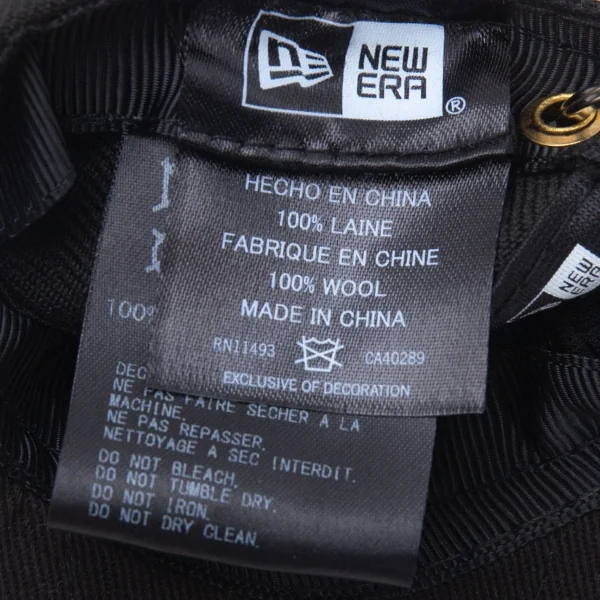 NEW
ERA
®
HECHO EN CHINA
100% LAINE
FABRIQUE EN CHINE
100% WOOL
MADE IN CHINA
RN11493 CA40289
EXCLUSIVE OF DECORATION
NEW
ERA
100%
NE PAS FAIRE SECHER A LA
MACHINE.
NE PAS REPASSER.
NETTOYAGE A SEC INTERDIT.
DO NOT BLEACH.
DO NOT TUMBLE DRY.
DO NOT IRON.
DO NOT DRY CLEAN.